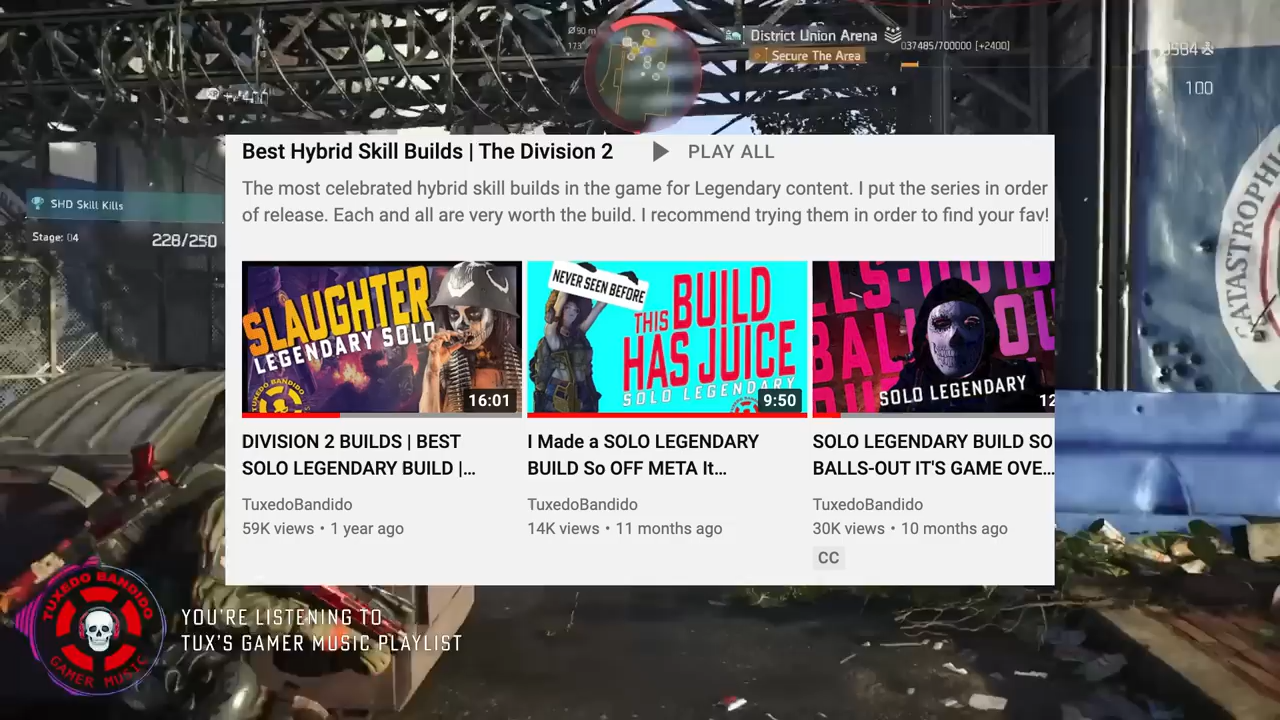 Ø90 m
173°
District Union Arena
Secure The Area
037485/700000 [+2400]
100
SHD Skill Kills
Stage: 04
228/250
Best Hybrid Skill Builds | The Division 2
PLAY ALL
The most celebrated hybrid skill builds in the game for Legendary content. I put the series in order
of release. Each and all are very worth the build. I recommend trying them in order to find your fav!
SLAUGHTER
LEGENDARY SOLO
TUXEDO BANDIDO
16:01
NEVER SEEN BEFORE
THIS BUILD
HAS JUICE
SOLO LEGENDARY
9:50
SOLO LEGENDARY
12
DIVISION 2 BUILDS | BEST
SOLO LEGENDARY BUILD |...
TuxedoBandido
59K views • 1 year ago
I Made a SOLO LEGENDARY
BUILD So OFF META It...
TuxedoBandido
14K views • 11 months ago
SOLO LEGENDARY BUILD SO
BALLS-OUT IT'S GAME OVE...
TuxedoBandido
30K views • 10 months ago
CC
CATASTROPHI
TUXEDO BANDIDO
GAMER MUSIC
YOU'RE LISTENING TO
TUX'S GAMER MUSIC PLAYLIST